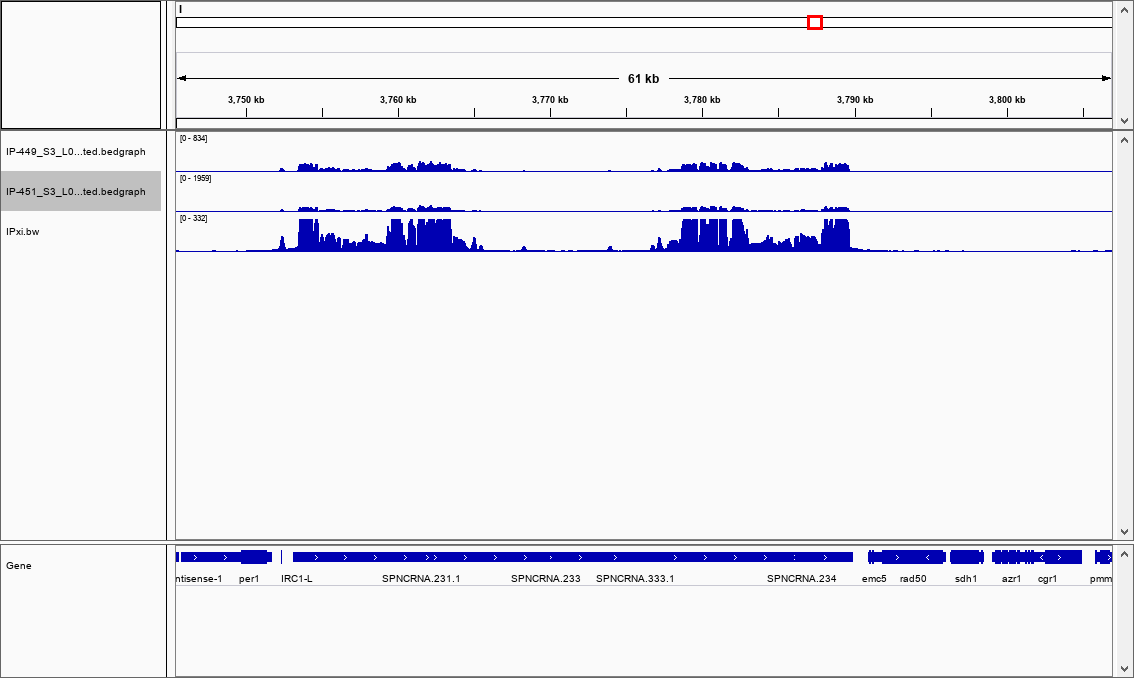 I
61 kb
3,750 kb 3,760 kb 3,770 kb 3,780 kb 3,790 kb 3,800 kb
[0 - 834]
IP-449_S3_L0...ted.bedgraph
[0 - 1959]
IP-451_S3_L0...ted.bedgraph
[0 - 332]
IPxi.bw
Gene
ntisense-1 per1 IRC1-L SPNCRNA.231.1 SPNCRNA.233 SPNCRNA.333.1 SPNCRNA.234 emc5 rad50 sdh1 azr1 cgr1 pmm